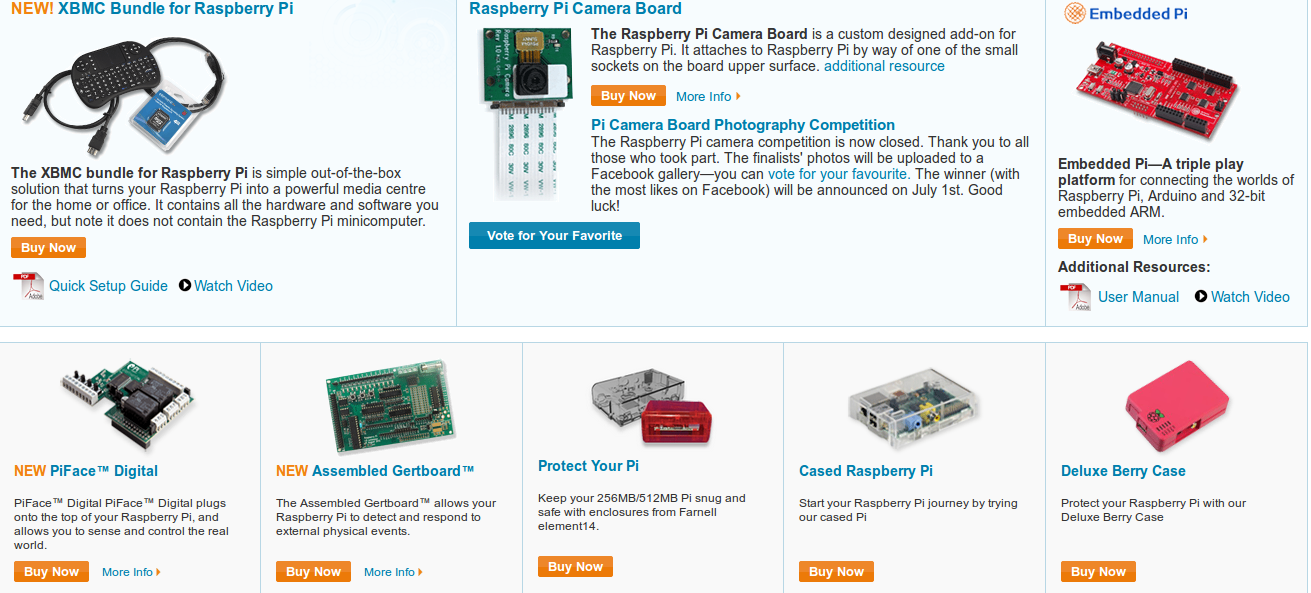 NEW! XBMC Bundle for Raspberry Pi
The XBMC bundle for Raspberry Pi is simple out-of-the-box
solution that turns your Raspberry Pi into a powerful media centre
for the home or office. It contains all the hardware and software you
need, but note it does not contain the Raspberry Pi minicomputer.
Buy Now
PDF
Adobe
Quick Setup Guide
Watch Video
Raspberry Pi Camera Board
The Raspberry Pi Camera Board is a custom designed add-on for
Raspberry Pi. It attaches to Raspberry Pi by way of one of the small
sockets on the board upper surface. additional resource
Buy Now
More Info
Pi Camera Board Photography Competition
The Raspberry Pi camera competition is now closed. Thank you to all
those who took part. The finalists' photos will be uploaded to a
Facebook gallery—you can vote for your favourite. The winner (with
the most likes on Facebook) will be announced on July 1st. Good
luck!
Vote for Your Favorite
Embedded Pi
Embedded Pi—A triple play
platform for connecting the worlds of
Raspberry Pi, Arduino and 32-bit
embedded ARM.
Buy Now
More Info
Additional Resources:
PDF
Adobe
User Manual
Watch Video
NEW PiFace™ Digital
PiFace™ Digital PiFace™ Digital plugs
onto the top of your Raspberry Pi, and
allows you to sense and control the real
world.
Buy Now
More Info
NEW Assembled Gertboard™
The Assembled Gertboard™ allows your
Raspberry Pi to detect and respond to
external physical events.
Buy Now
More Info
Protect Your Pi
Keep your 256MB/512MB Pi snug and
safe with enclosures from Farnell
element14.
Buy Now
Cased Raspberry Pi
Start your Raspberry Pi journey by trying
our cased Pi
Buy Now
Deluxe Berry Case
Protect your Raspberry Pi with our
Deluxe Berry Case
Buy Now